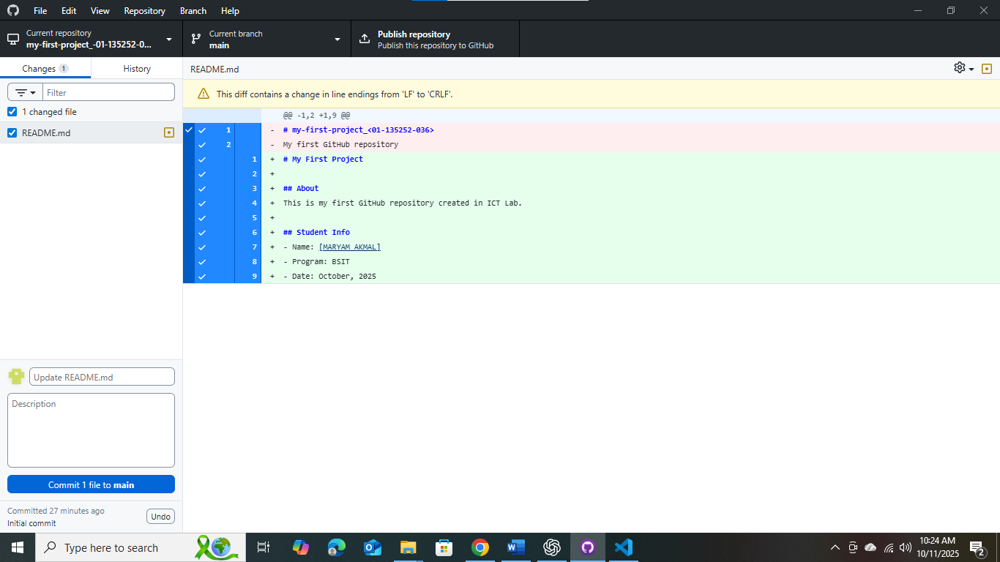 File Edit View Repository Branch Help
Current repository
my-first-project_-01-135252-0...
Current branch
main
Publish repository
Publish this repository to GitHub
Changes 1
History
Filter
1 changed file
README.md
README.md
This diff contains a change in line endings from 'LF' to 'CRLF'.
@@ -1,2 +1,9 @@
1 - # my-first-project_<01-135252-036>
2 - My first GitHub repository
1 + # My First Project
2 +
3 + ## About
4 + This is my first GitHub repository created in ICT Lab.
5 +
6 + ## Student Info
7 + - Name: [MARYAM AKMAL]
8 + - Program: BSIT
9 + - Date: October, 2025
Update README.md
Description
Commit 1 file to main
Committed 27 minutes ago
Initial commit
Undo
Type here to search
10:24 AM
10/11/2025
2